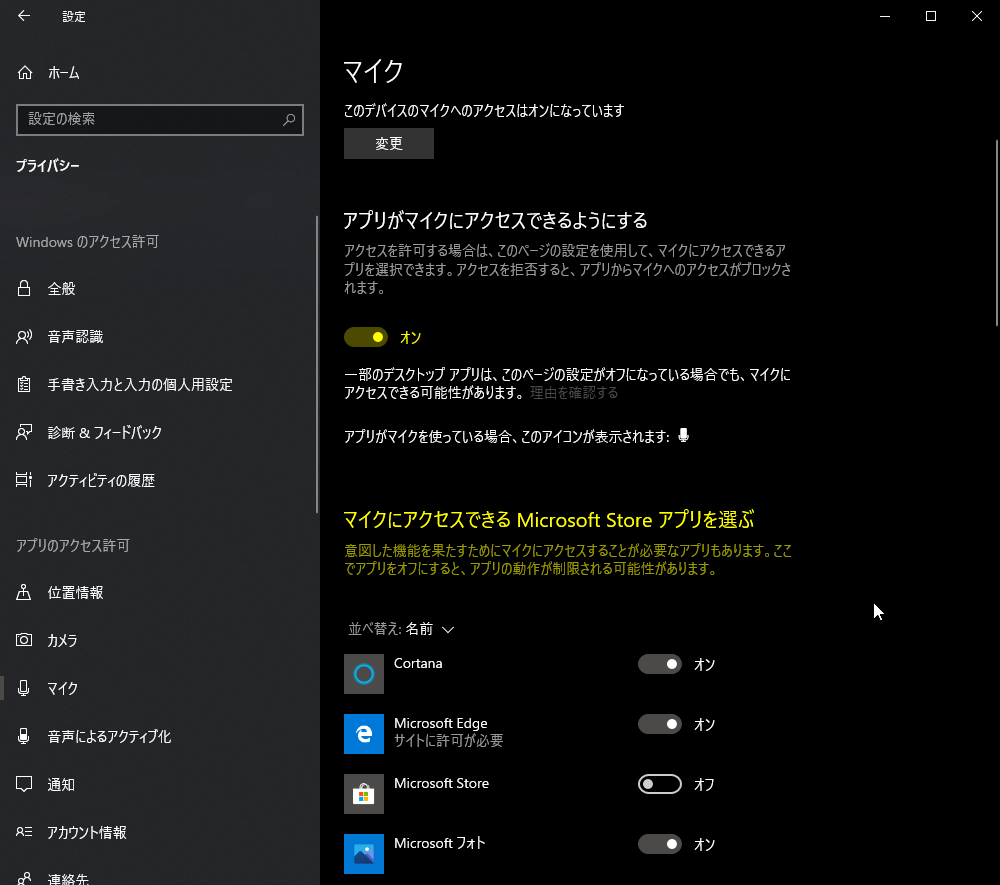 設定
ホーム
設定の検索
プライバシー
Windows のアクセス許可
全般
音声認識
手書き入力と入力の個人用設定
診断 & フィードバック
アクティビティの履歴
アプリのアクセス許可
位置情報
カメラ
マイク
音声によるアクティブ化
通知
アカウント情報
連絡先
マイク
このデバイスのマイクへのアクセスはオンになっています
変更
アプリがマイクにアクセスできるようにする
アクセスを許可する場合は、このページの設定を使用して、マイクにアクセスできるア
プリを選択できます。アクセスを拒否すると、アプリからマイクへのアクセスがブロックさ
れます。
オン
一部のデスクトップ アプリは、このページの設定がオフになっている場合でも、マイクに
アクセスできる可能性があります。 理由を確認する
アプリがマイクを使っている場合、このアイコンが表示されます:
マイクにアクセスできる Microsoft Store アプリを選ぶ
意図した機能を果たすためにマイクにアクセスすることが必要なアプリもあります。ここ
でアプリをオフにすると、アプリの動作が制限される可能性があります。
並べ替え: 名前
Cortana オン
Microsoft Edge オン
サイトに許可が必要
Microsoft Store オフ
Microsoft フォト オン